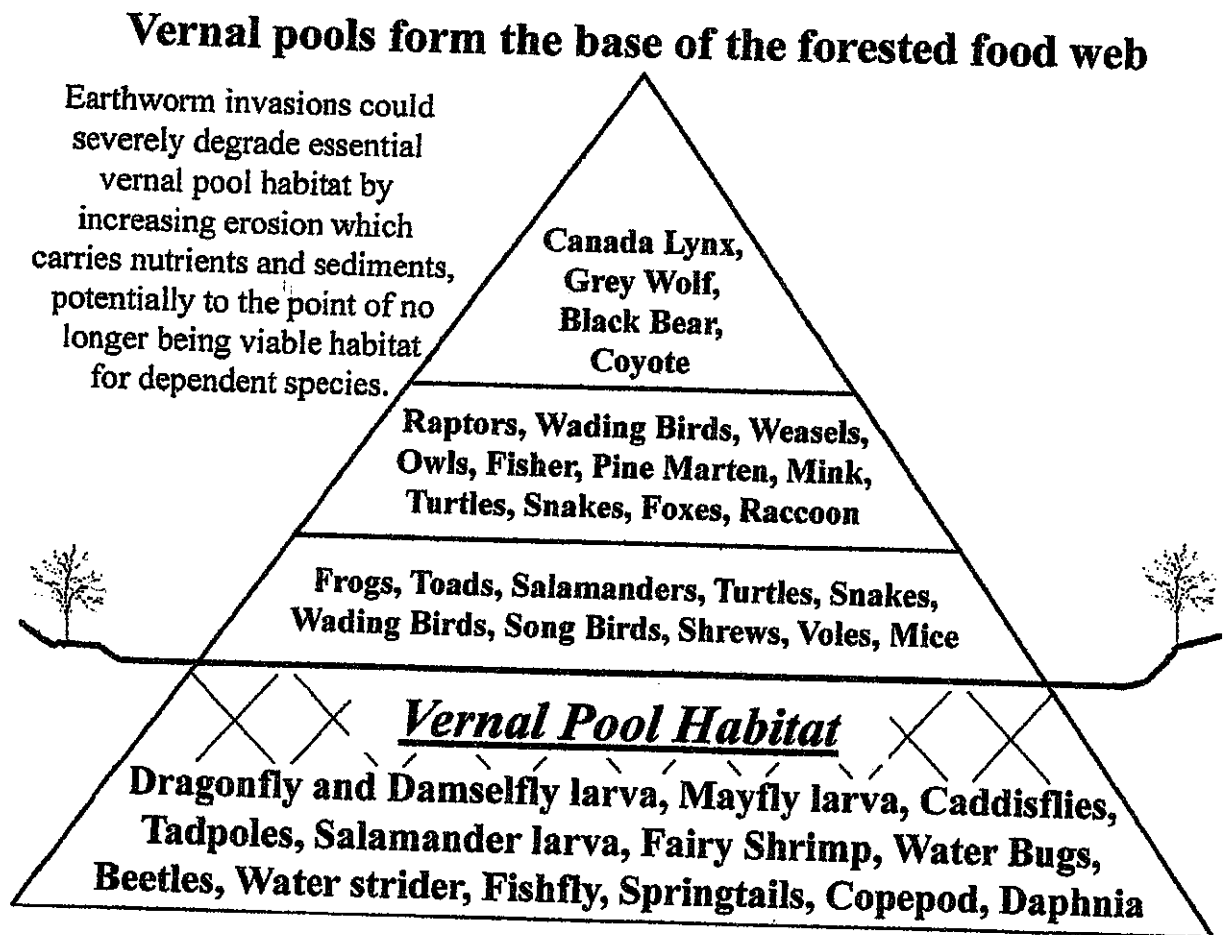 Vernal pools form the base of the forested food web
Earthworm invasions could
severely degrade essential
vernal pool habitat by
increasing erosion which
carries nutrients and sediments,
potentially to the point of no
longer being viable habitat
for dependent species.
Canada Lynx,
Grey Wolf,
Black Bear,
Coyote
Raptors, Wading Birds, Weasels,
Owls, Fisher, Pine Marten, Mink,
Turtles, Snakes, Foxes, Raccoon
Frogs, Toads, Salamanders, Turtles, Snakes,
Wading Birds, Song Birds, Shrews, Voles, Mice
Vernal Pool Habitat
Dragonfly and Damselfly larva, Mayfly larva, Caddisflies,
Tadpoles, Salamander larva, Fairy Shrimp, Water Bugs,
Beetles, Water strider, Fishfly, Springtails, Copepod, Daphnia